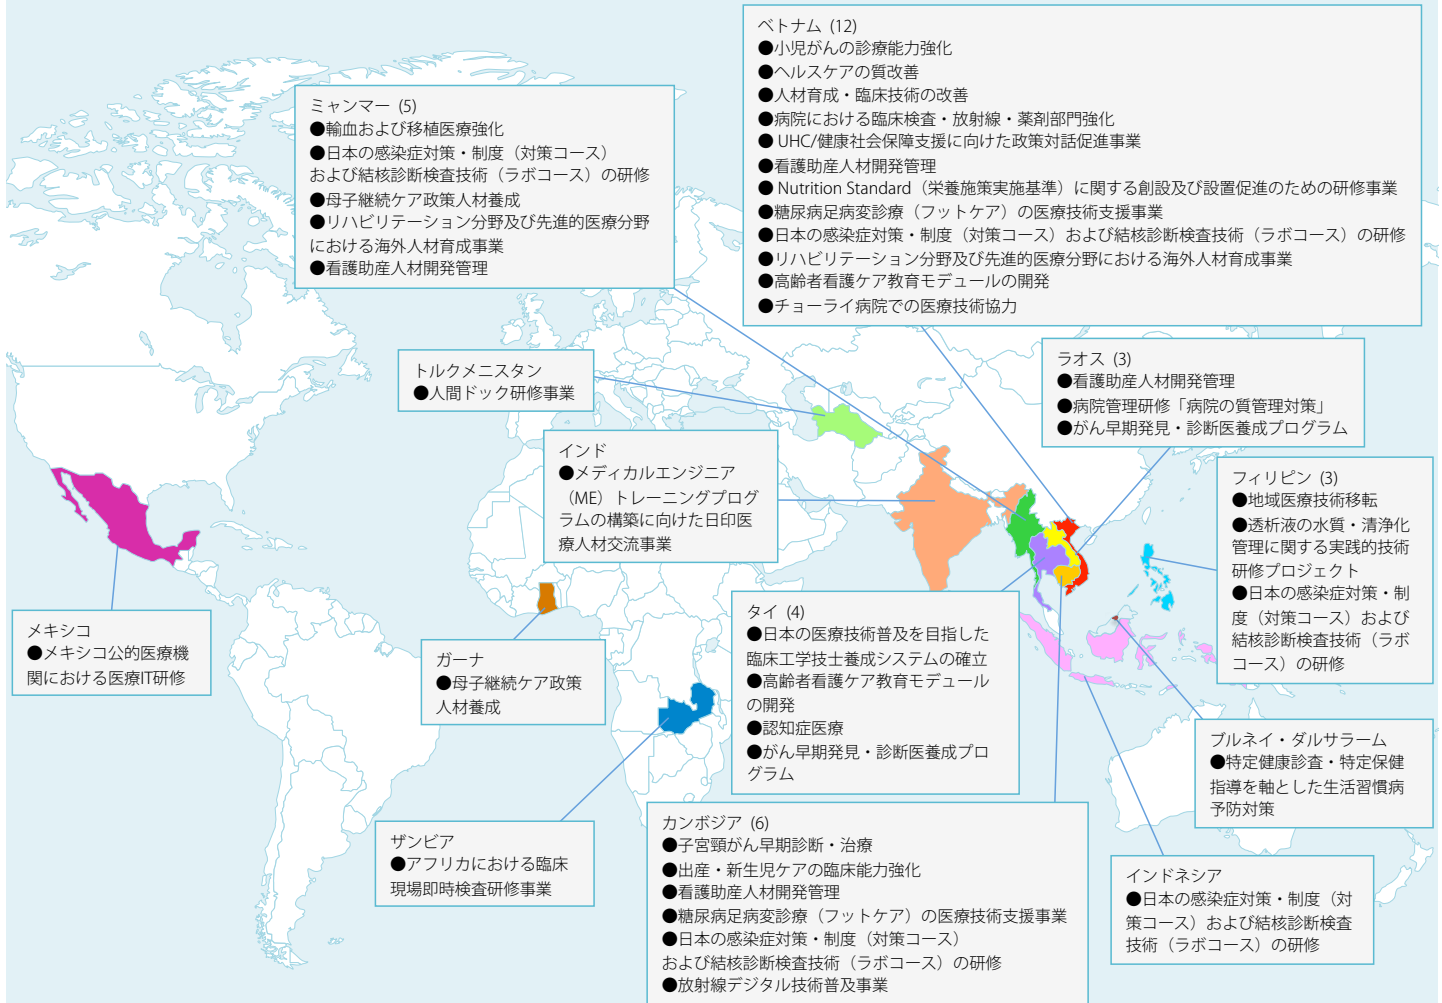 ベトナム (12)
●小児がんの診療能力強化
●ヘルスケアの質改善
●人材育成・臨床技術の改善
●病院における臨床検査・放射線・薬剤部門強化
● UHC/健康社会保障支援に向けた政策対話促進事業
●看護助産人材開発管理
● Nutrition Standard（栄養施策実施基準）に関する創設及び設置促進のための研修事業
●糖尿病足病変診療（フットケア）の医療技術支援事業
●日本の感染症対策・制度（対策コース）および結核診断検査技術（ラボコース）の研修
●リハビリテーション分野及び先進的医療分野における海外人材育成事業
●高齢者看護ケア教育モデュールの開発
●チョーライ病院での医療技術協力
ミャンマー (5)
●輸血および移植医療強化
●日本の感染症対策・制度（対策コース）
および結核診断検査技術（ラボコース）の研修
●母子継続ケア政策人材養成
●リハビリテーション分野及び先進的医療分野
における海外人材育成事業
●看護助産人材開発管理
トルクメニスタン
●人間ドック研修事業
ラオス (3)
●看護助産人材開発管理
●病院管理研修「病院の質管理対策」
●がん早期発見・診断医養成プログラム
インド
●メディカルエンジニア
（ME）トレーニングプログ
ラムの構築に向けた日印医
療人材交流事業
フィリピン (3)
●地域医療技術移転
●透析液の水質・清浄化
管理に関する実践的技術
研修プロジェクト
●日本の感染症対策・制
度（対策コース）および
結核診断検査技術（ラボ
コース）の研修
メキシコ
●メキシコ公的医療機
関における医療IT研修
ガーナ
●母子継続ケア政策
人材養成
タイ (4)
●日本の医療技術普及を目指した
臨床工学技士養成システムの確立
●高齢者看護ケア教育モデュール
の開発
●認知症医療
●がん早期発見・診断医養成プロ
グラム
ブルネイ・ダルサラーム
●特定健康診査・特定保健
指導を軸とした生活習慣病
予防対策
ザンビア
●アフリカにおける臨床
現場即時検査研修事業
カンボジア (6)
●子宮頸がん早期診断・治療
●出産・新生児ケアの臨床能力強化
●看護助産人材開発管理
●糖尿病足病変診療（フットケア）の医療技術支援事業
●日本の感染症対策・制度（対策コース）
および結核診断検査技術（ラボコース）の研修
●放射線デジタル技術普及事業
インドネシア
●日本の感染症対策・制度（対
策コース）および結核診断検査
技術（ラボコース）の研修